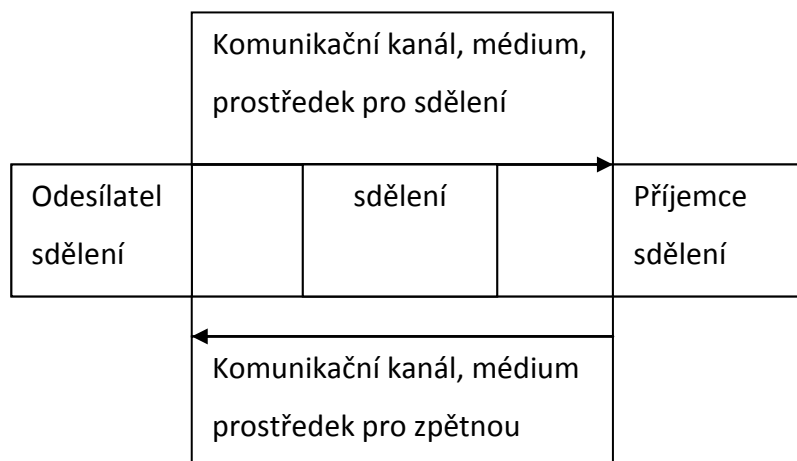 Komunikační kanál, médium,
prostředek pro sdělení
Odesílatel
sdělení
sdělení
Příjemce
sdělení
Komunikační kanál, médium
prostředek pro zpětnou